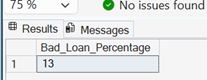 75 %
No issues found
Results Messages
Bad_Loan_Percentage
1 13